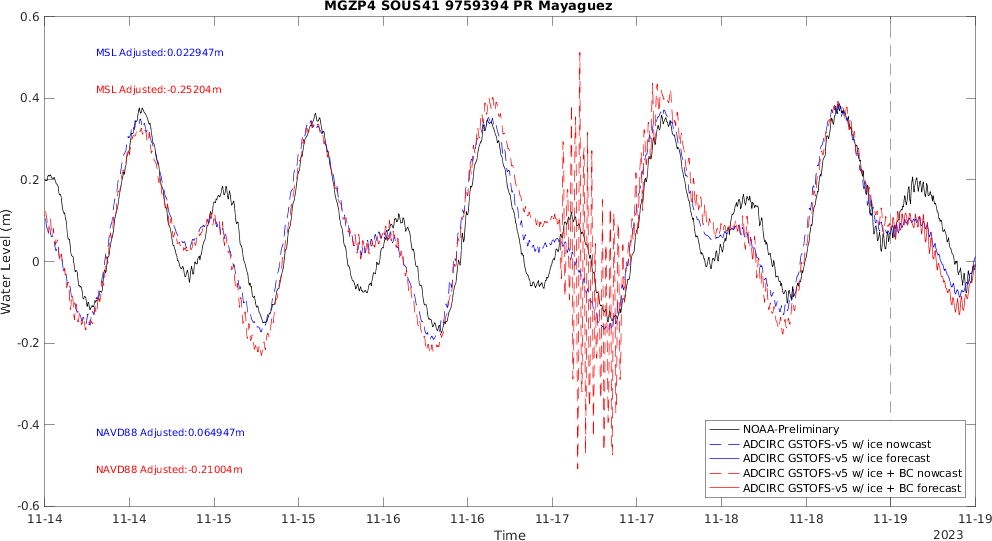 MGZP4 SOUS41 9759394 PR Mayaguez
0.6
0.4
0.2
0
-0.2
-0.4
-0.6
Water Level (m)
MSL Adjusted:0.022947m
MSL Adjusted:-0.25204m
NAVD88 Adjusted:0.064947m
NAVD88 Adjusted:-0.21004m
NOAA-Preliminary
ADCIRC GSTOFS-v5 w/ ice nowcast
ADCIRC GSTOFS-v5 w/ ice forecast
ADCIRC GSTOFS-v5 w/ ice + BC nowcast
ADCIRC GSTOFS-v5 w/ ice + BC forecast
11-14 11-14 11-15 11-15 11-16 11-16 11-17 11-17 11-18 11-18 11-19 11-19
Time
2023